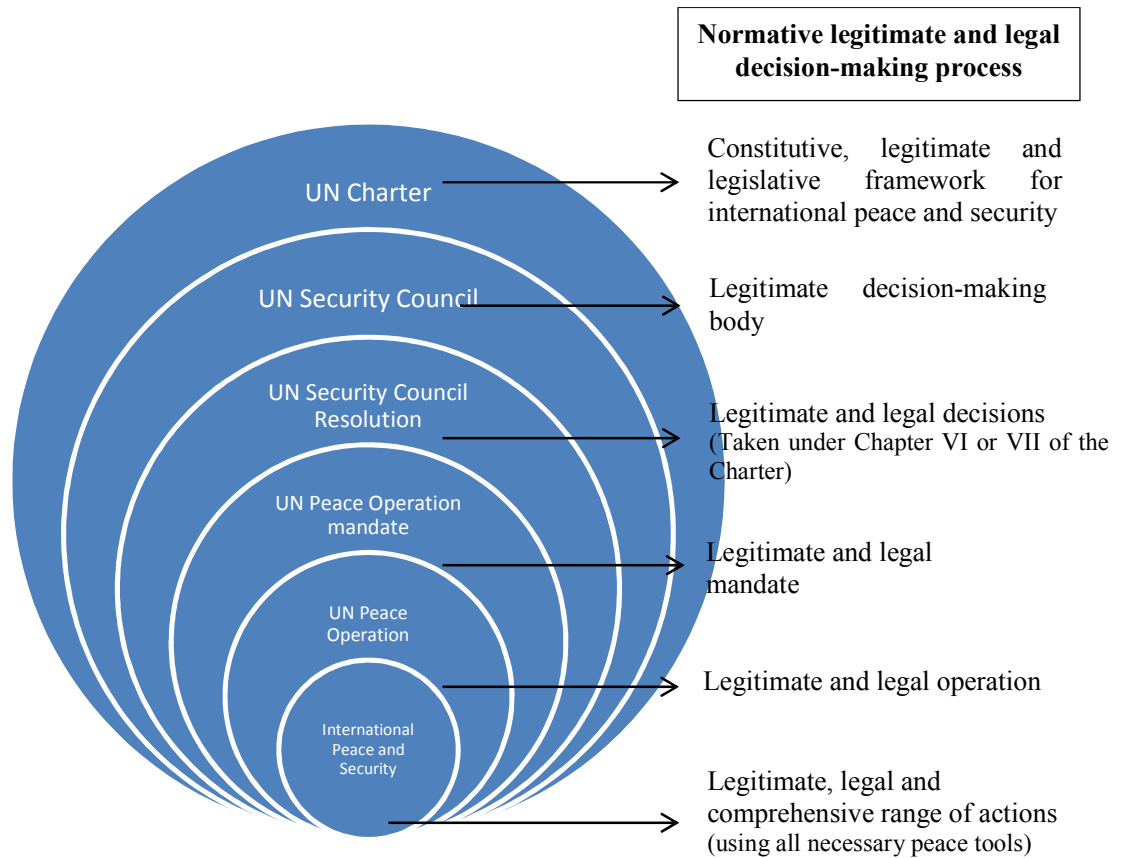 Normative legitimate and legal
decision-making process
UN Charter
Constitutive, legitimate and
legislative framework for
international peace and security
UN Security Council
Legitimate decision-making
body
UN Security Council
Resolution
Legitimate and legal decisions
(Taken under Chapter VI or VII of the
Charter)
UN Peace Operation
mandate
Legitimate and legal
mandate
UN Peace
Operation
Legitimate and legal operation
International
Peace and
Security
Legitimate, legal and
comprehensive range of actions
(using all necessary peace tools)